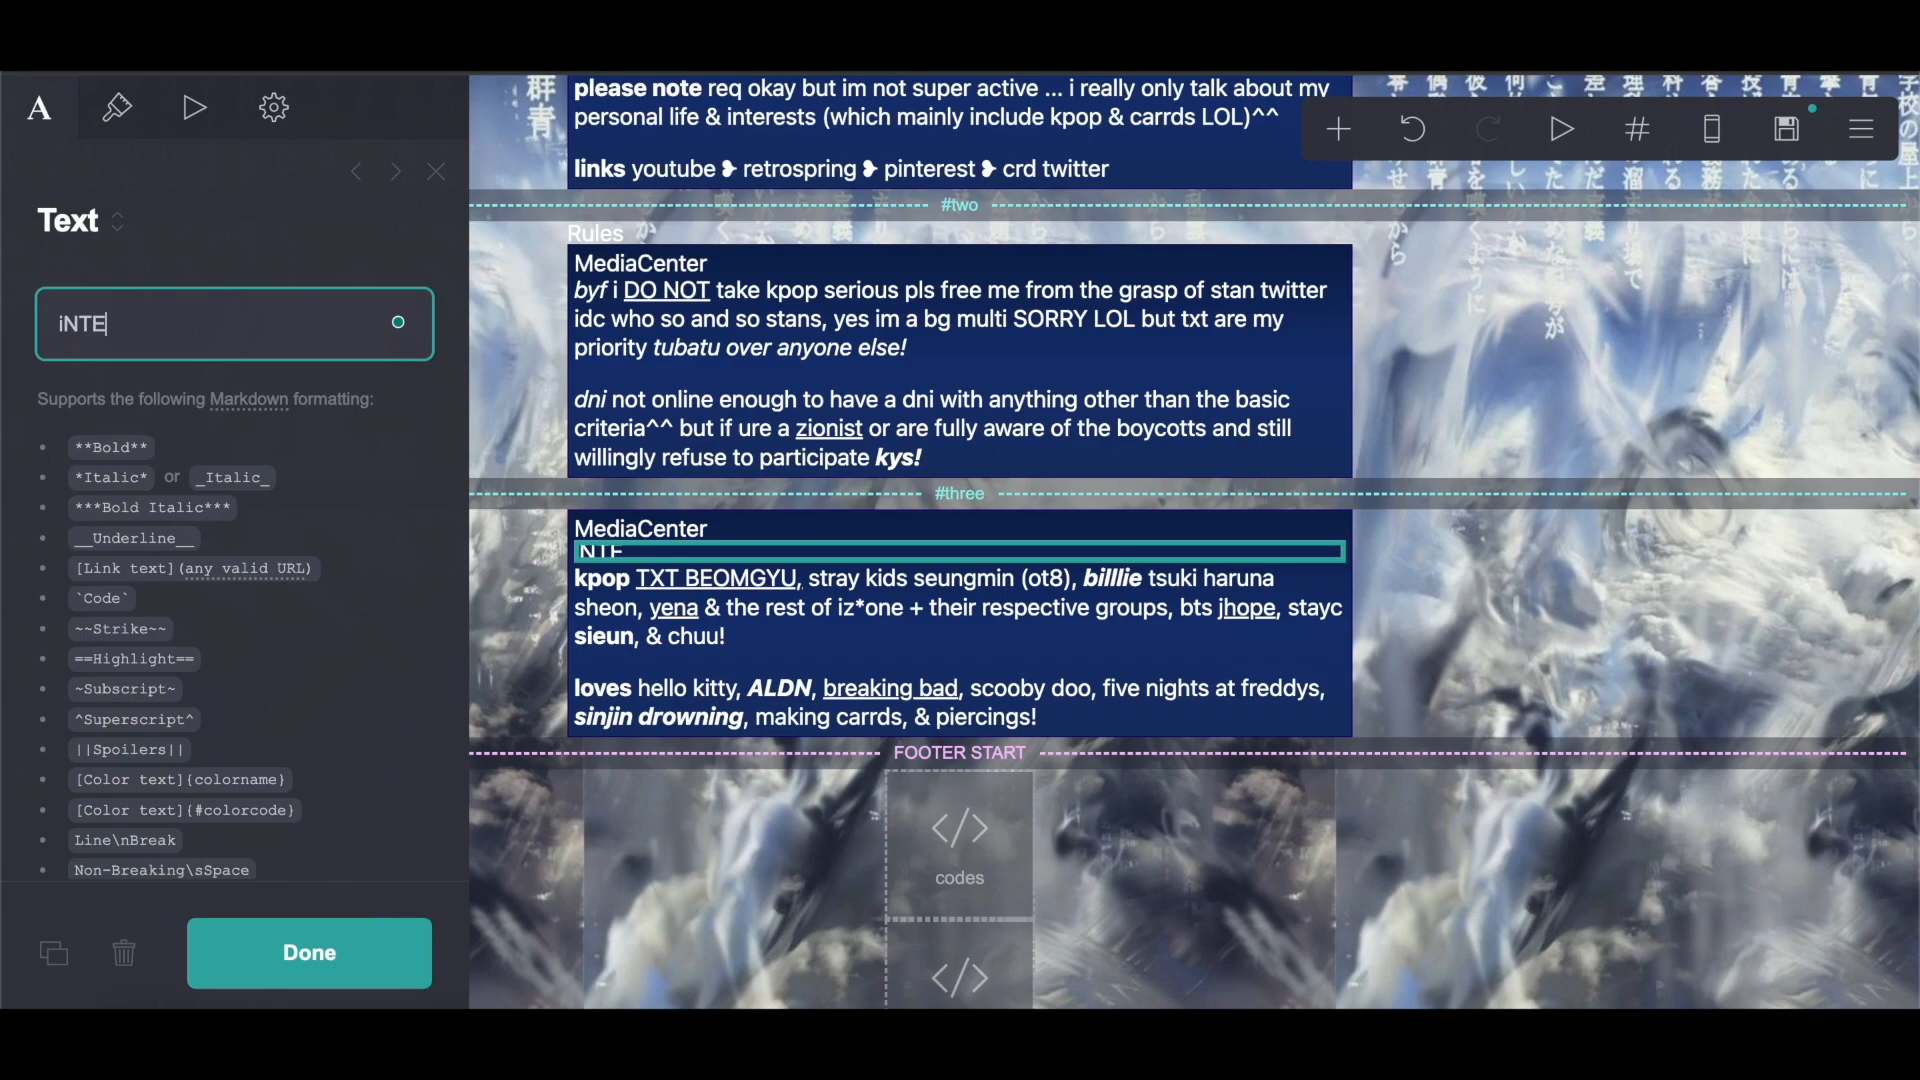 A
Text
iNTE
Supports the following Markdown formatting:
**Bold**
*Italic* or _Italic_
***Bold Italic***
__Underline__
[Link text](any valid URL)
`Code`
~~Strike~~
==Highlight==
~Subscript~
^Superscript^
||Spoilers||
[Color text]{colorname}
[Color text]{#colorcode}
Line\nBreak
Non-Breaking\sSpace
Done
群青
please note req okay but im not super active ... i really only talk about my
personal life & interests (which mainly include kpop & carrds LOL)^^
links youtube ❥ retrospring ❥ pinterest ❥ crd twitter
#two
Rules
MediaCenter
byf i DO NOT take kpop serious pls free me from the grasp of stan twitter
idc who so and so stans, yes im a bg multi SORRY LOL but txt are my
priority tubatu over anyone else!
dni not online enough to have a dni with anything other than the basic
criteria^^ but if ure a zionist or are fully aware of the boycotts and still
willingly refuse to participate kys!
#three
MediaCenter
iNTE
kpop TXT BEOMGYU, stray kids seungmin (ot8), billlie tsuki haruna
sheon, yena & the rest of iz*one + their respective groups, bts jhope, stayc
sieun, & chuu!
loves hello kitty, ALDN, breaking bad, scooby doo, five nights at freddys,
sinjin drowning, making carrds, & piercings!
FOOTER START
</>
codes
</>